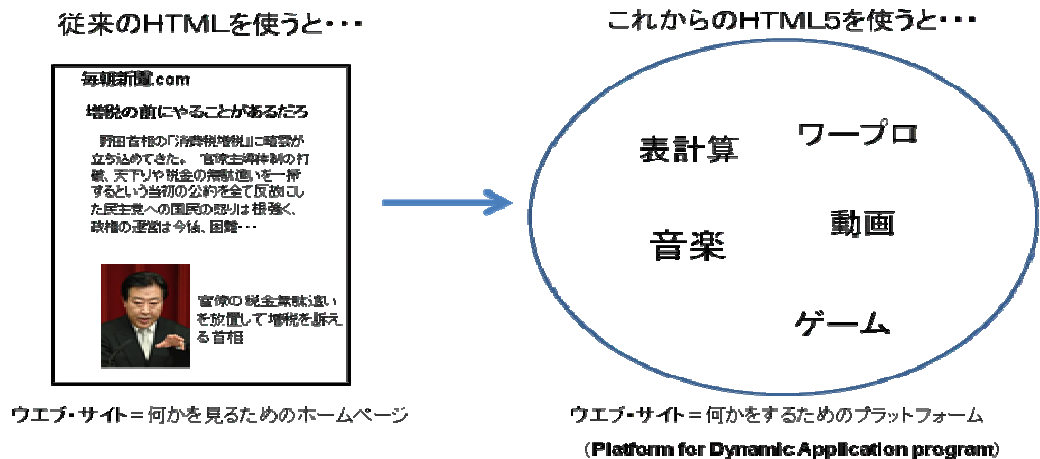 従来のHTMLを使うと・・・
これからのHTML5を使うと・・・
毎朝新聞.com
増税の前にやることがあるだろ
野田首相の「消費税増税」に暗雲が
立ち込めてきた。 官僚主導体制の打
破、天下りや税金の無駄遣いを一掃
するという当初の公約を全て反故にし
た民主党への国民の怒りは根強く、
政権の運営は今後、困難・・・
官僚の税金無駄遣い
を放置して増税を訴え
る首相
ウエブ・サイト＝何かを見るためのホームページ
表計算
ワープロ
音楽
動画
ゲーム
ウエブ・サイト＝何かをするためのプラットフォーム
（Platform for Dynamic Application program）